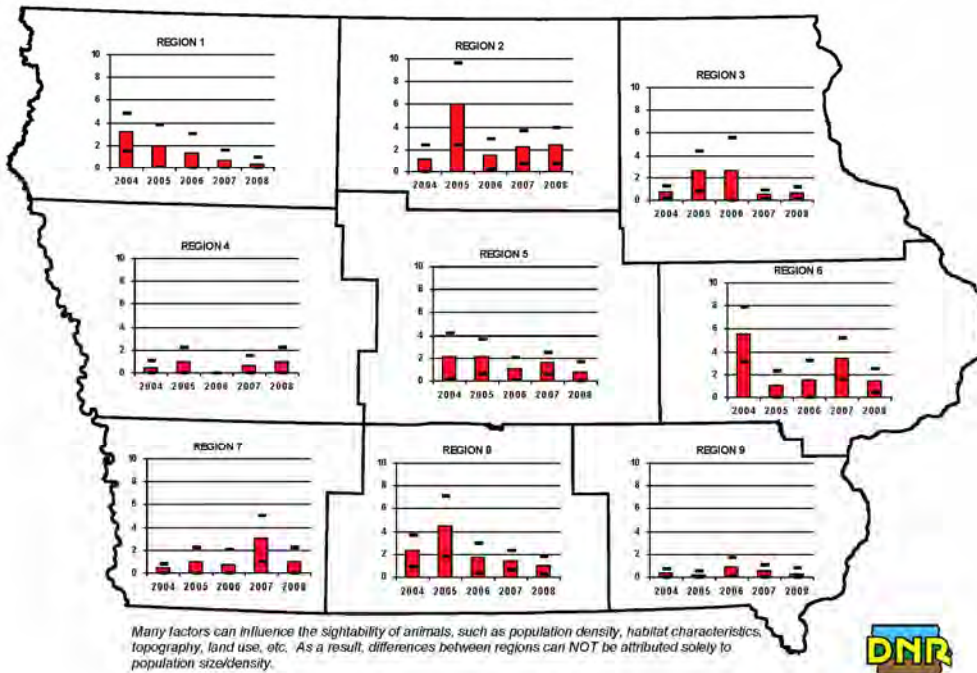 REGION 1
10
8
6
4
2
0
2004 2005 2006 2007 2008
REGION 2
10
8
6
4
2
0
2004 2005 2006 2007 2008
REGION 3
10
8
6
4
2
0
2004 2005 2006 2007 2008
REGION 4
10
8
6
4
2
0
2004 2005 2006 2007 2008
REGION 5
10
8
6
4
2
0
2004 2005 2006 2007 2008
REGION 6
10
8
6
4
2
0
2004 2005 2006 2007 2008
REGION 7
10
8
6
4
2
0
2004 2005 2006 2007 2008
REGION 8
10
8
6
4
2
0
2004 2005 2006 2007 2008
REGION 9
10
8
6
4
2
0
2004 2005 2006 2007 2008
Many factors can influence the sightability of animals, such as population density, habitat characteristics,
topography, land use, etc. As a result, differences between regions can NOT be attributed solely to
population size/density.
DNR